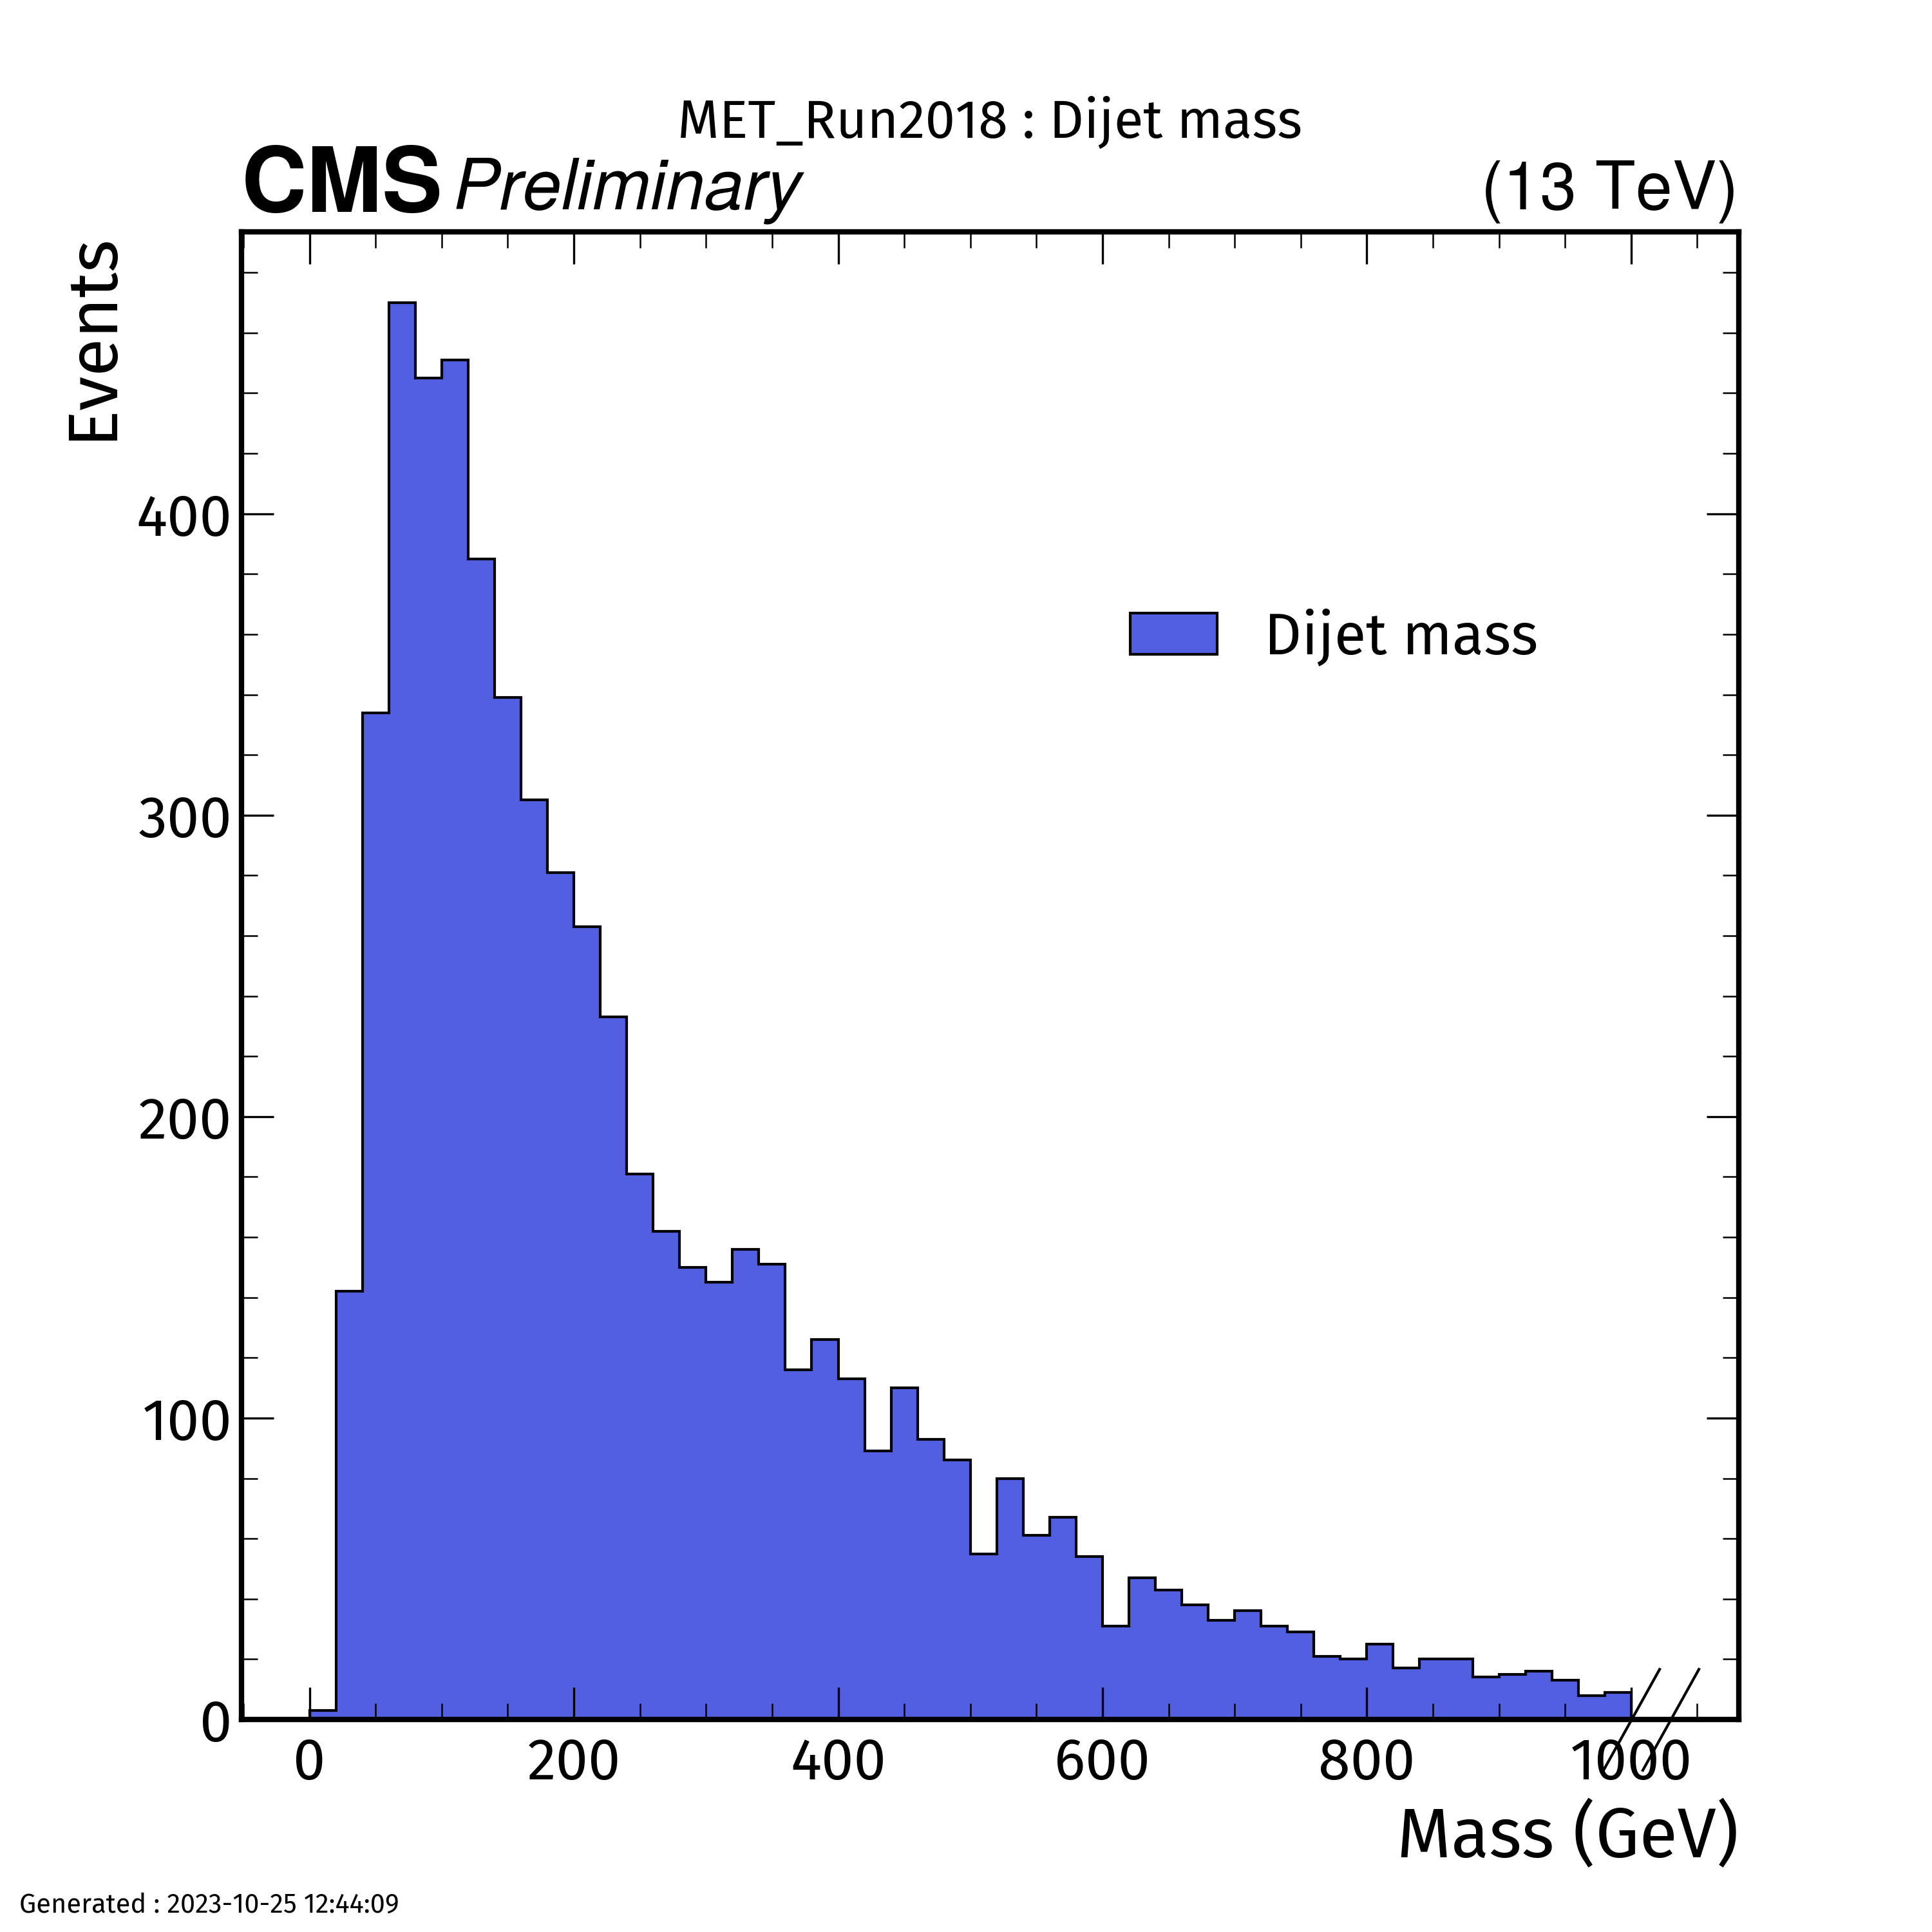 MET_Run2018 : Dijet mass
CMS Preliminary (13 TeV)
Events
400
300
200
100
0
Dijet mass
0 200 400 600 800 1000
Mass (GeV)
Generated : 2023-10-25 12:44:09